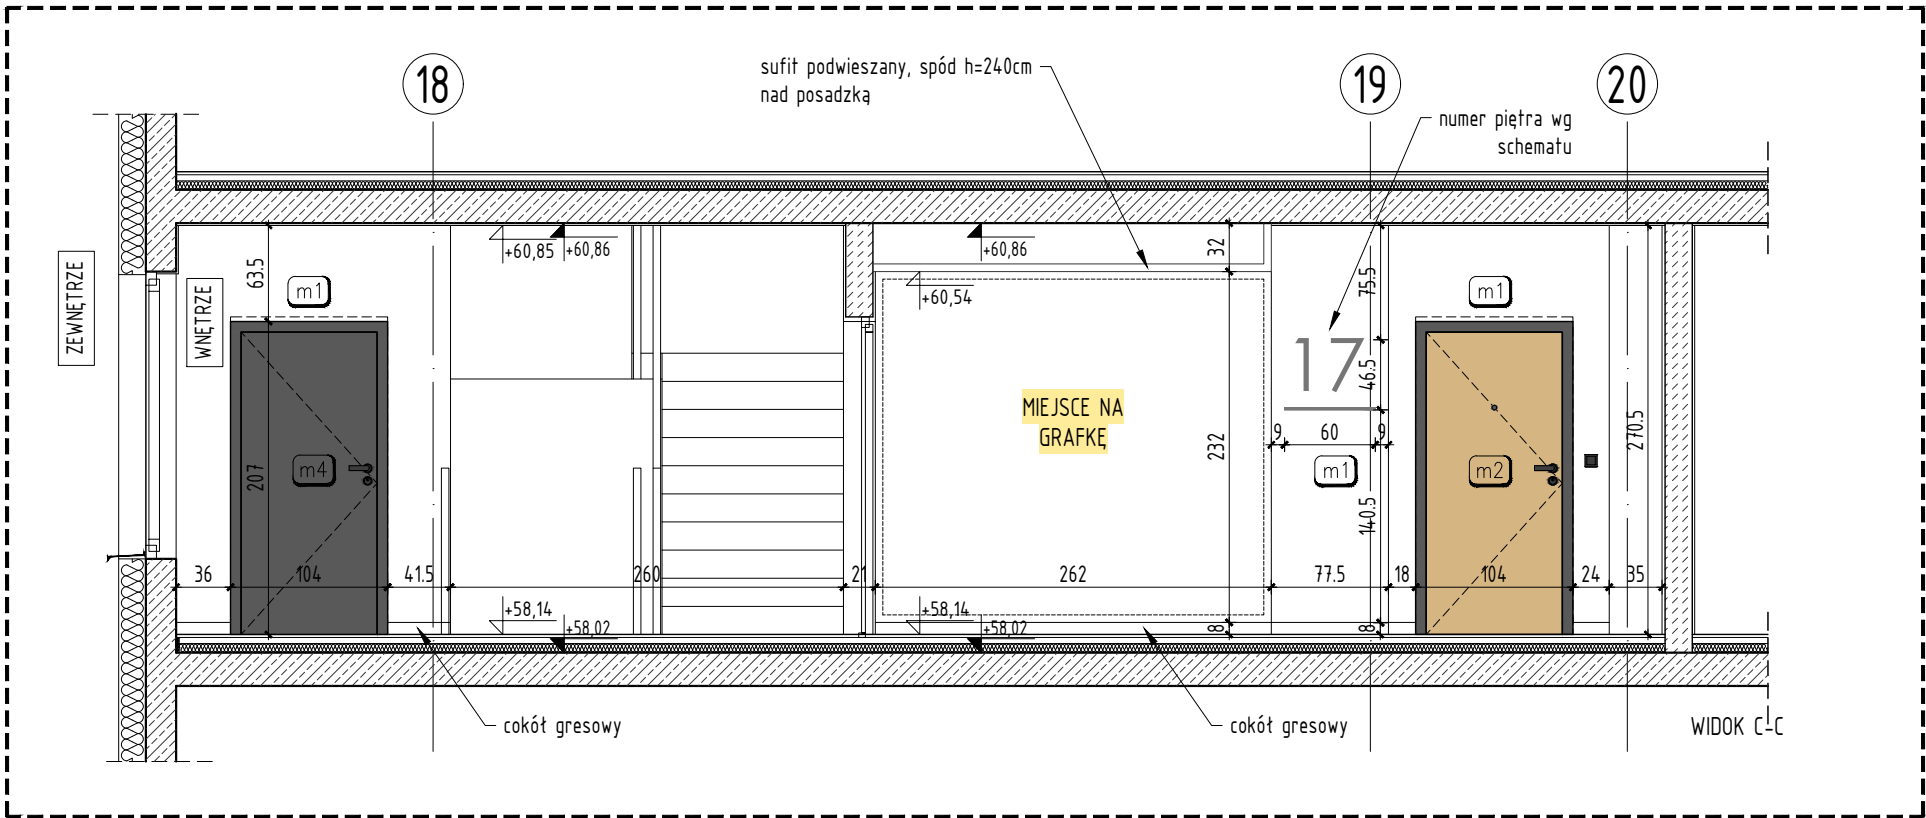 18
19
20
sufit podwieszany, spód h=240cm
nad posadzką
numer piętra wg
schematu
ZEWNĘTRZE
WNĘTRZE
63.5
m1
+60,85
+60,86
+60,86
32
+60,54
75.5
m1
17
46.5
MIEJSCE NA
GRAFKĘ
9
60
9
232
270.5
207
m4
m1
m2
140.5
36
104
41.5
260
21
262
77.5
18
104
24
35
+58,14
+58,02
+58,14
+58,02
8
8
cokół gresowy
cokół gresowy
WIDOK C-C